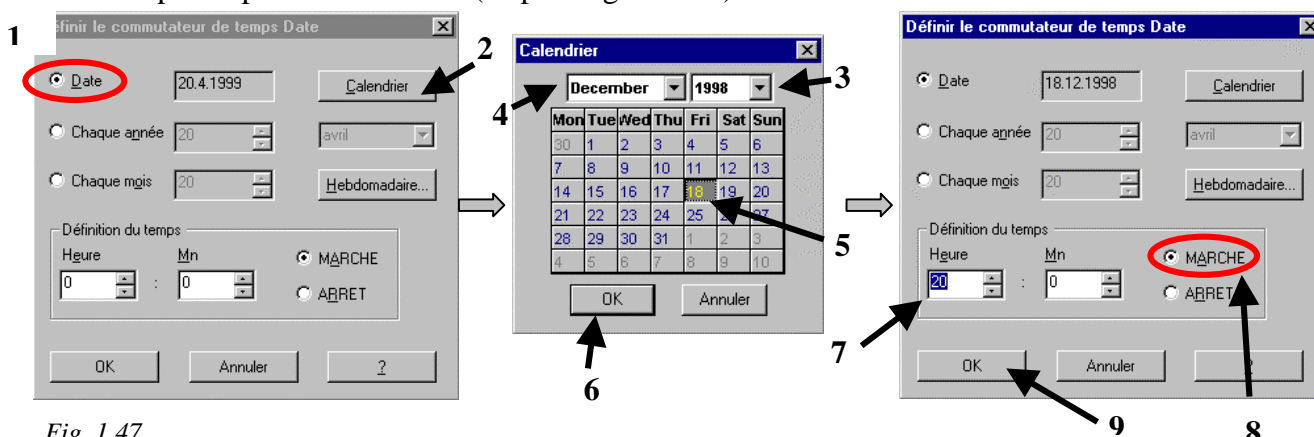 1
éfinir le commutateur de temps Date
Date
20.4.1999
Calendrier
2
Chaque année
20
avril
Chaque mois
20
Hebdomadaire...
Définition du temps
Heure
Mn
0
:
0
MARCHE
ARRET
OK
Annuler
?
Calendrier
4
December
1998
3
Mon Tue Wed Thu Fri Sat Sun
30 1 2 3 4 5 6
7 8 9 10 11 12 13
14 15 16 17 18 19 20
21 22 23 24 25 27
28 29 30 31 1 2 3
4 5 6 7 8 9 10
5
OK
Annuler
6
Définir le commutateur de temps Date
Date
18.12.1998
Calendrier
Chaque année
20
avril
Chaque mois
20
Hebdomadaire...
Définition du temps
Heure
Mn
20
:
0
MARCHE
ARRET
7
OK
Annuler
9
8
Fig. 1.47